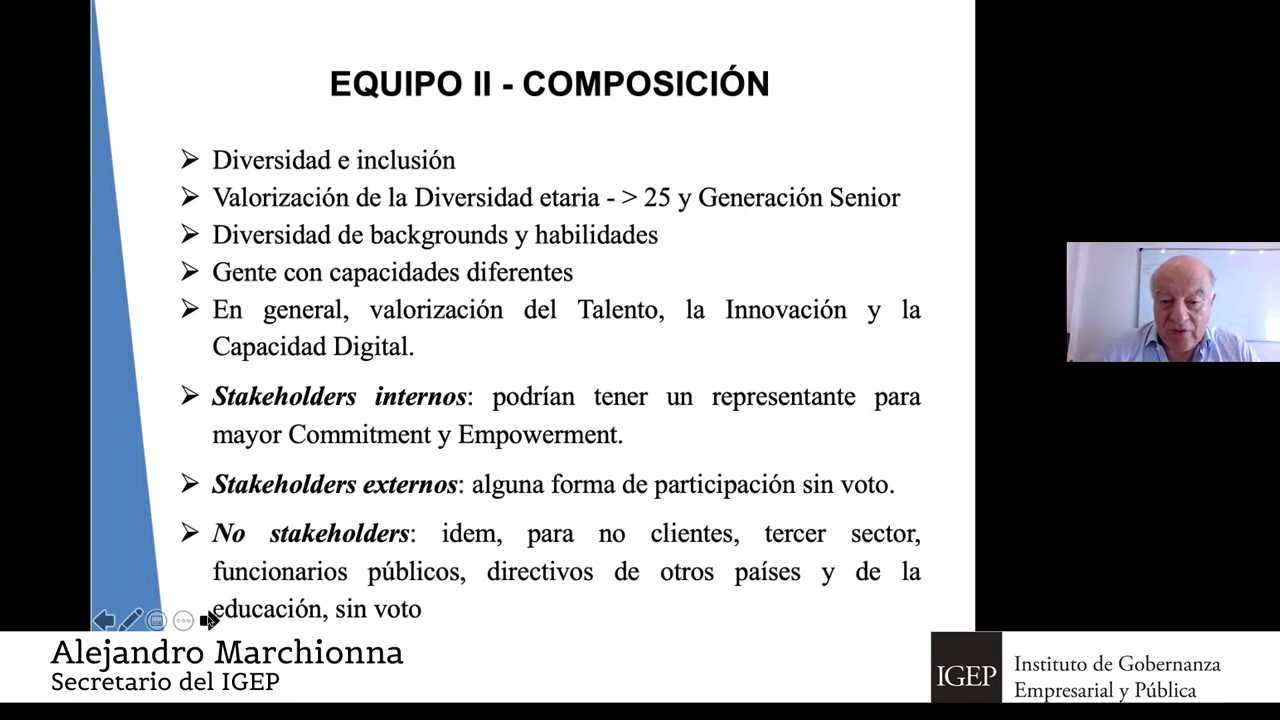 EQUIPO II - COMPOSICIÓN
Diversidad e inclusión
Valorización de la Diversidad etaria - > 25 y Generación Senior
Diversidad de backgrounds y habilidades
Gente con capacidades diferentes
En general, valorización del Talento, la Innovación y la
Capacidad Digital.
Stakeholders internos: podrían tener un representante para
mayor Commitment y Empowerment.
Stakeholders externos: alguna forma de participación sin voto.
No stakeholders: idem, para no clientes, tercer sector,
funcionarios públicos, directivos de otros países y de la
educación, sin voto
Alejandro Marchionna
Secretario del IGEP
IGEP
Instituto de Gobernanza
Empresarial y Pública